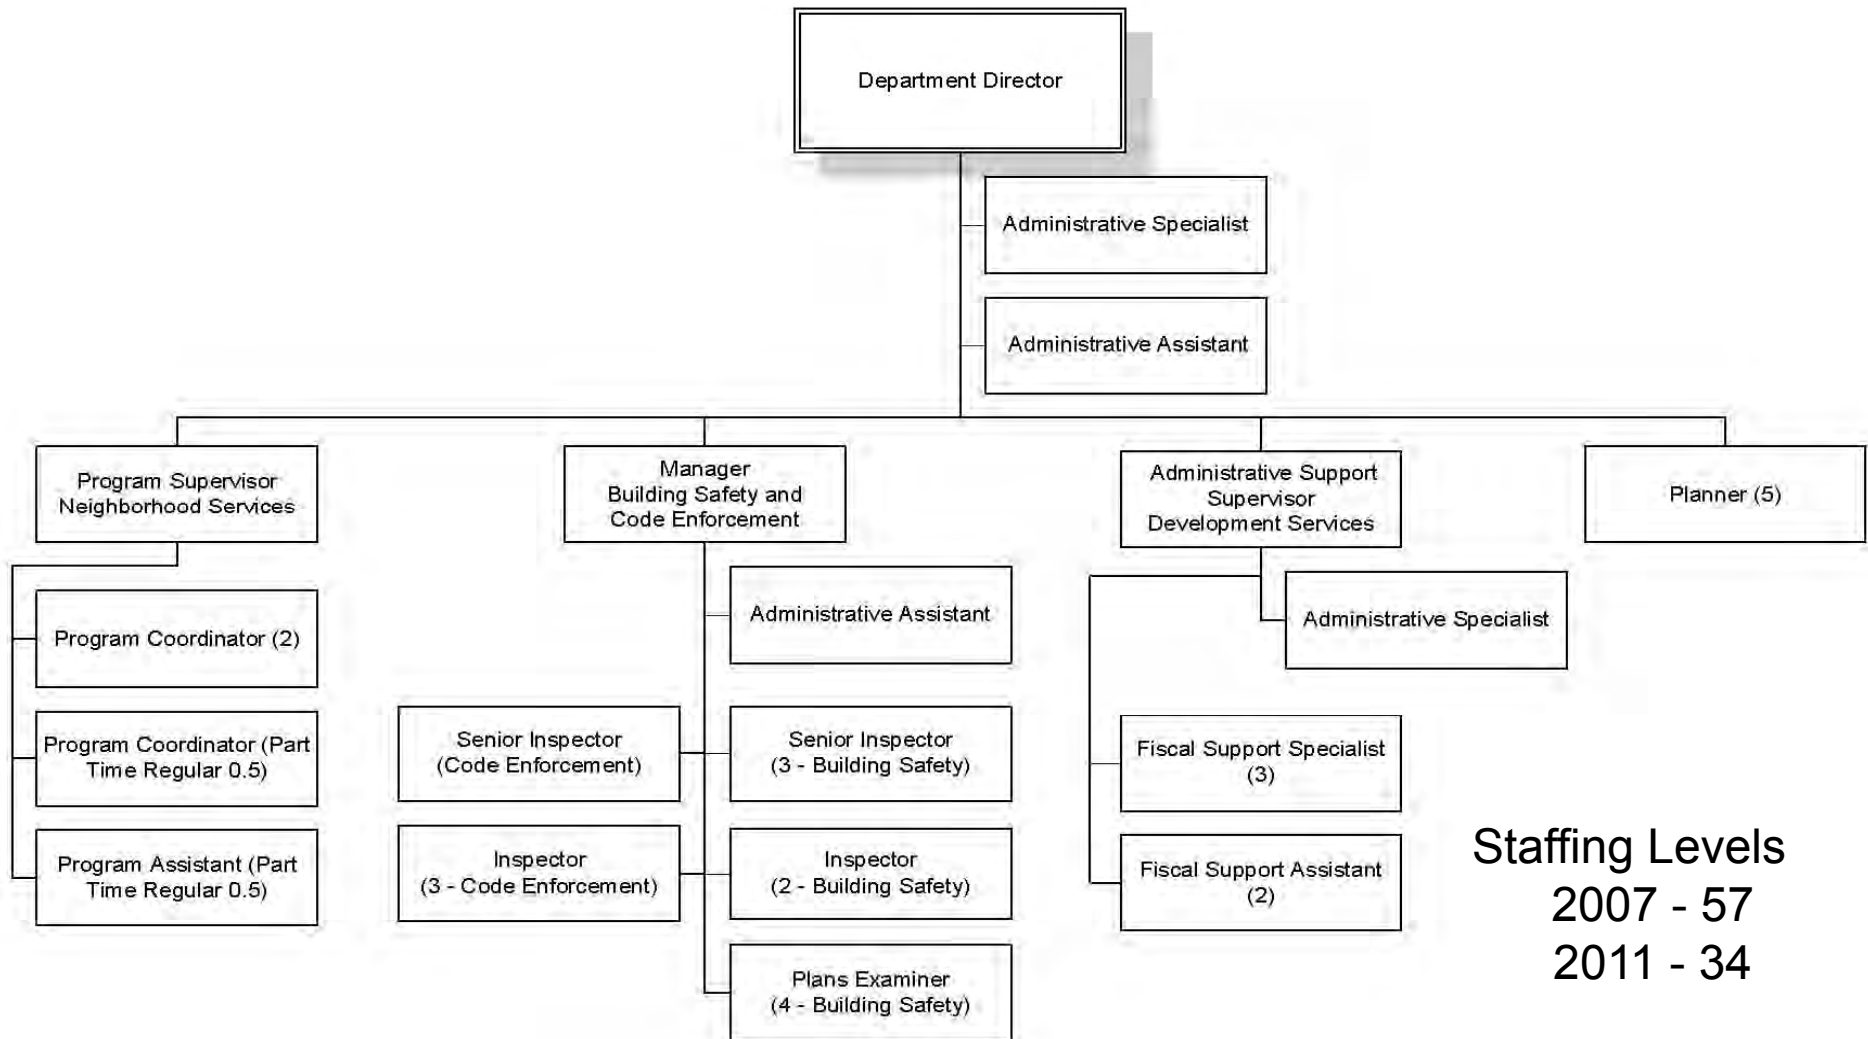 Department Director
Administrative Specialist
Administrative Assistant
Program Supervisor
Neighborhood Services
Program Coordinator (2)
Program Coordinator (Part
Time Regular 0.5)
Program Assistant (Part
Time Regular 0.5)
Manager
Building Safety and
Code Enforcement
Administrative Assistant
Senior Inspector
(Code Enforcement)
Senior Inspector
(3 - Building Safety)
Inspector
(3 - Code Enforcement)
Inspector
(2 - Building Safety)
Plans Examiner
(4 - Building Safety)
Administrative Support
Supervisor
Development Services
Administrative Specialist
Fiscal Support Specialist
(3)
Fiscal Support Assistant
(2)
Planner (5)
Staffing Levels
2007 - 57
2011 - 34